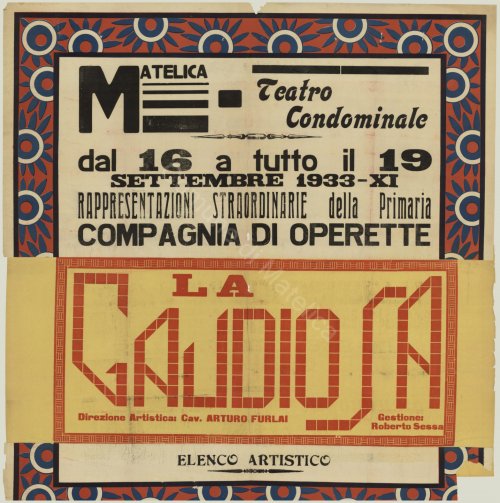 MATELICA
Teatro
Condominale
dal 16 a tutto il 19
SETTEMBRE 1933-XI
RAPPRESENTAZIONI STRAORDINARIE della Primaria
COMPAGNIA DI OPERETTE
LA
GAUDIOSA
Direzione Artistica: Cav. ARTURO FURLAI
Gestione:
Roberto Sessa
ELENCO ARTISTICO